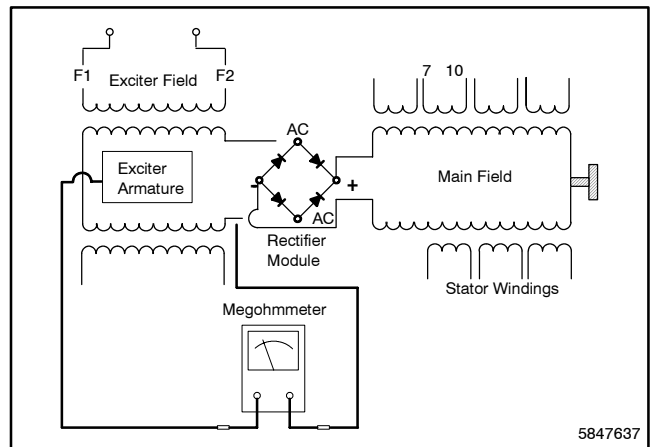 F1
Exciter Field
F2
7 10
AC
Exciter
Armature
-
+
Main Field
AC
Rectifier
Module
Stator Windings
Megohmmeter
5847637